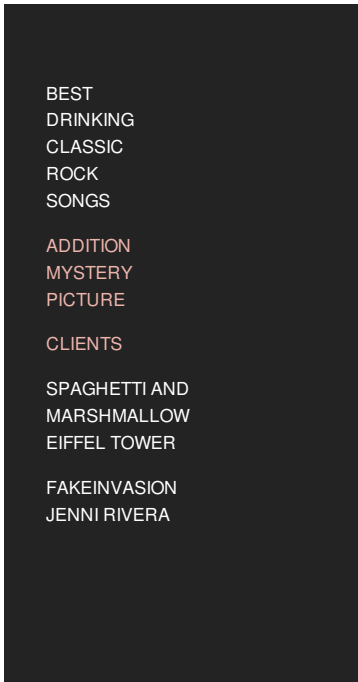 BEST
DRINKING
CLASSIC
ROCK
SONGS
ADDITION
MYSTERY
PICTURE
CLIENTS
SPAGHETTI AND
MARSHMALLOW
EIFFEL TOWER
FAKEINVASION
JENNI RIVERA